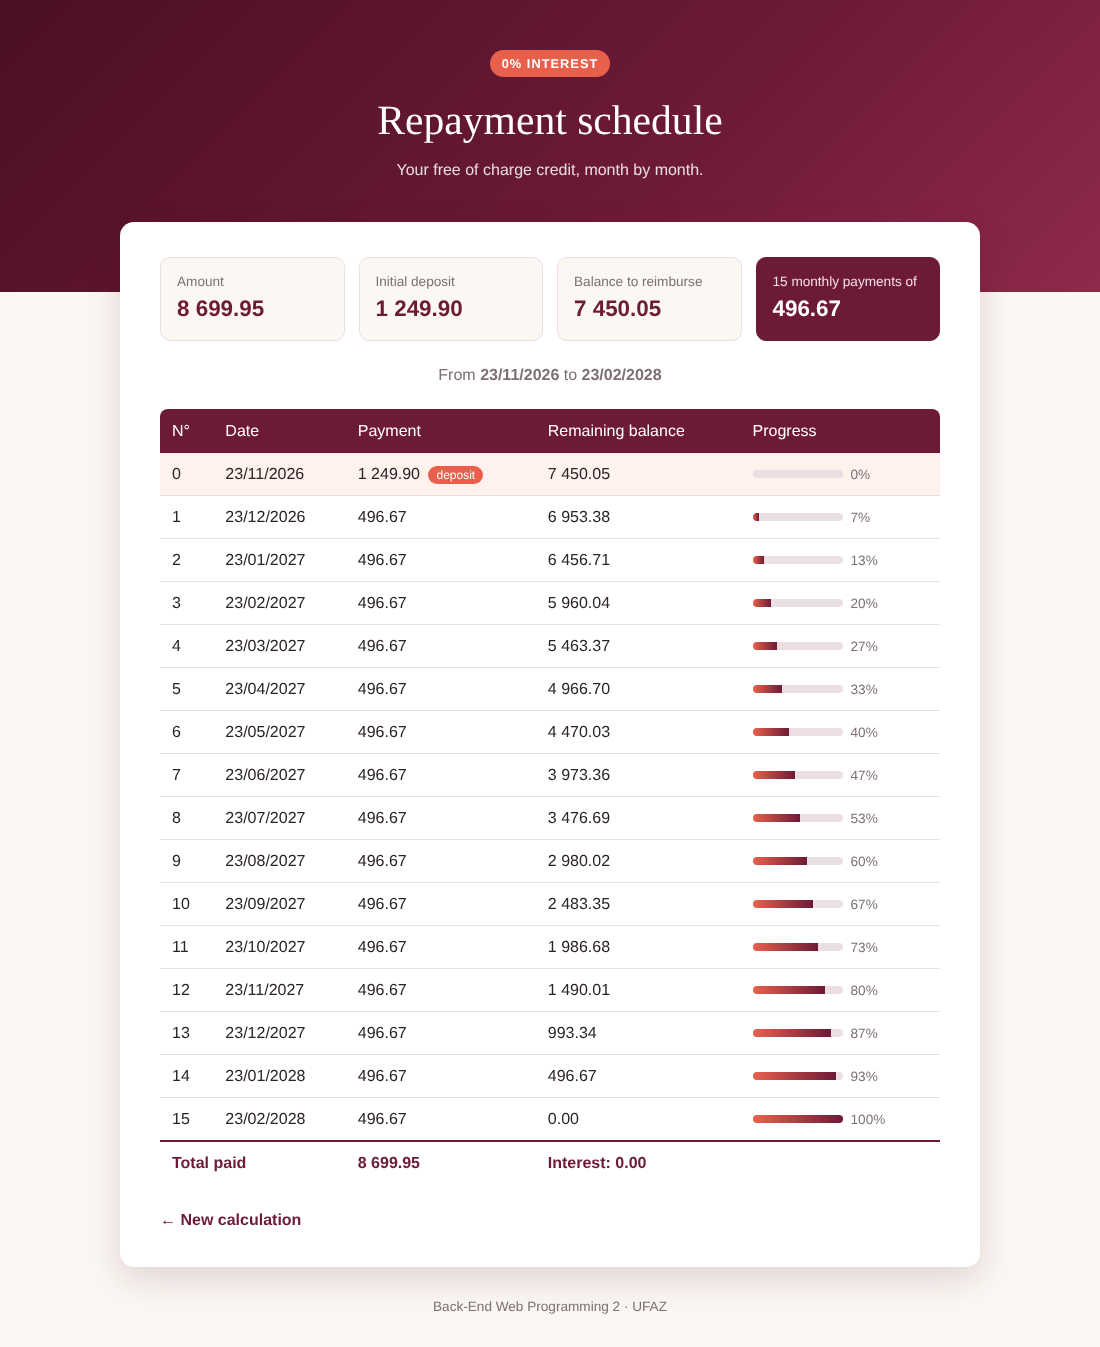 0% INTEREST
Repayment schedule
Your free of charge credit, month by month.
Amount
8 699.95
Initial deposit
1 249.90
Balance to reimburse
7 450.05
15 monthly payments of
496.67
From 23/11/2026 to 23/02/2028
N° Date Payment Remaining balance Progress
0 23/11/2026 1 249.90 deposit 7 450.05 0%
1 23/12/2026 496.67 6 953.38 7%
2 23/01/2027 496.67 6 456.71 13%
3 23/02/2027 496.67 5 960.04 20%
4 23/03/2027 496.67 5 463.37 27%
5 23/04/2027 496.67 4 966.70 33%
6 23/05/2027 496.67 4 470.03 40%
7 23/06/2027 496.67 3 973.36 47%
8 23/07/2027 496.67 3 476.69 53%
9 23/08/2027 496.67 2 980.02 60%
10 23/09/2027 496.67 2 483.35 67%
11 23/10/2027 496.67 1 986.68 73%
12 23/11/2027 496.67 1 490.01 80%
13 23/12/2027 496.67 993.34 87%
14 23/01/2028 496.67 496.67 93%
15 23/02/2028 496.67 0.00 100%
Total paid 8 699.95 Interest: 0.00
← New calculation
Back-End Web Programming 2 · UFAZ